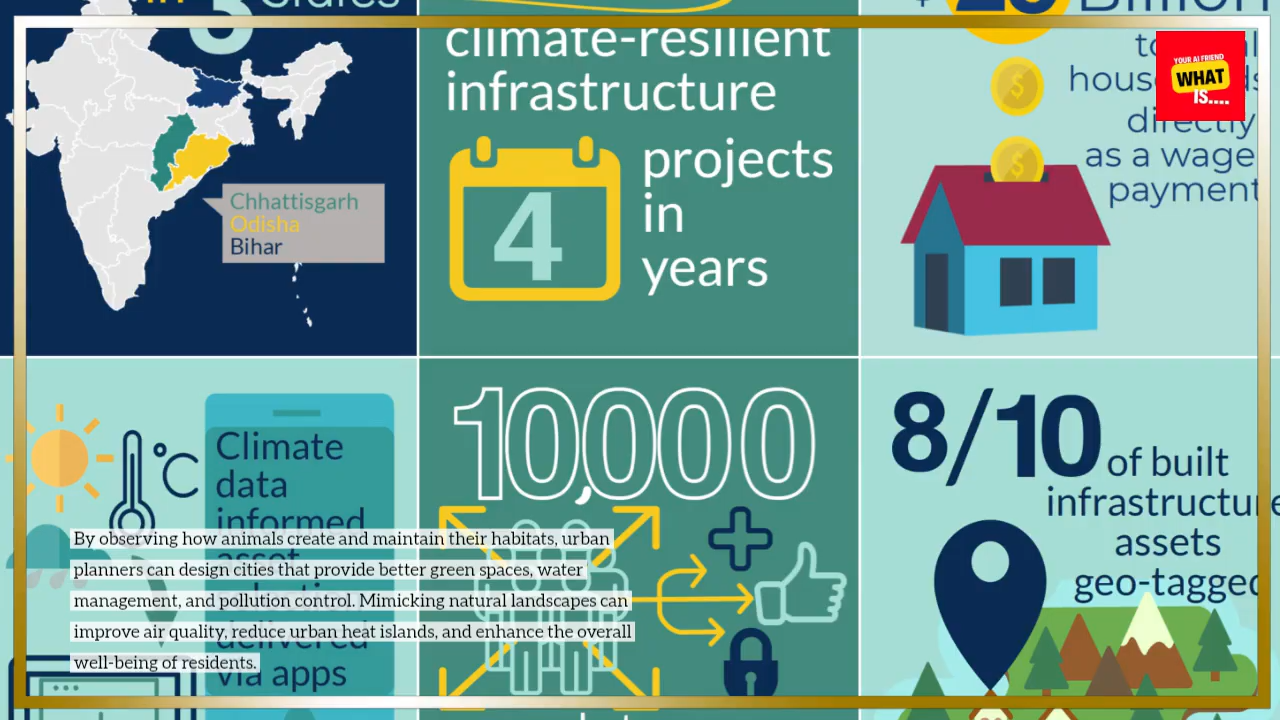 in 3 States
Chhattisgarh
Odisha
Bihar
climate-resilient
infrastructure
4
projects
in
years
Billion
directly
as a wage
payment
YOUR AI FRIEND
WHAT
IS....
°C
Climate
data
informed
delivered
via apps
10,000
8/10 of built
infrastructure
assets
geo-tagged
By observing how animals create and maintain their habitats, urban
planners can design cities that provide better green spaces, water
management, and pollution control. Mimicking natural landscapes can
improve air quality, reduce urban heat islands, and enhance the overall
well-being of residents.